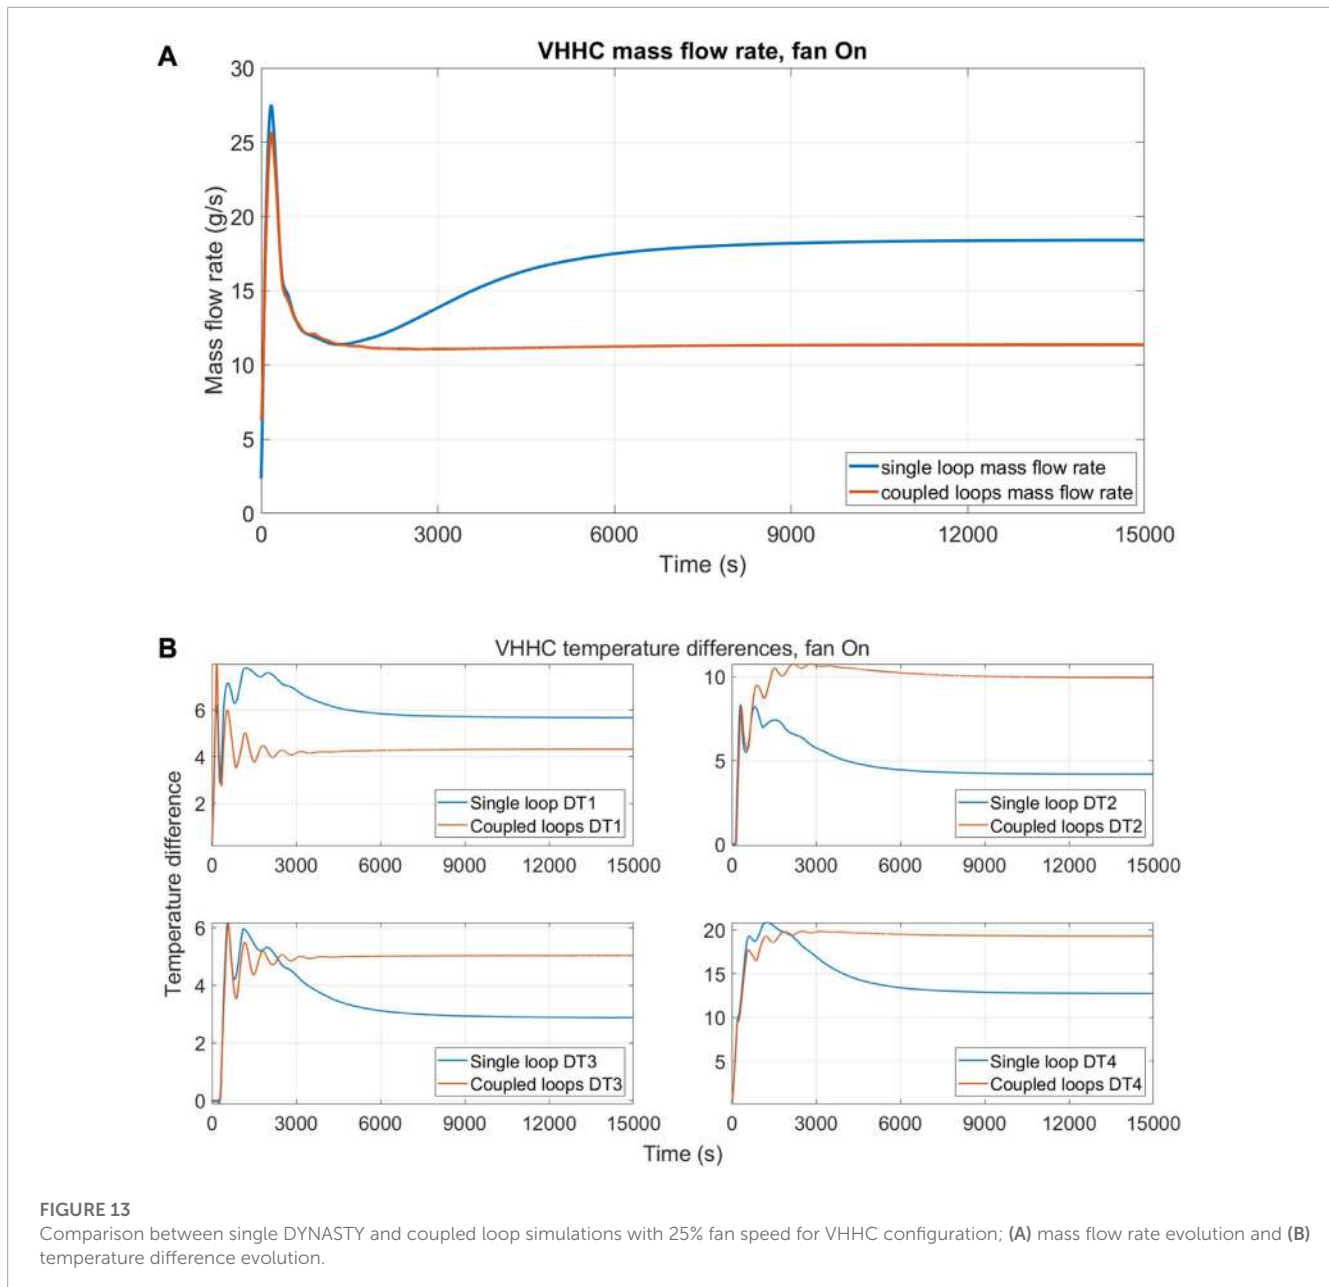 A
VHHC mass flow rate, fan On
30
25
20
15
10
5
0
Mass flow rate (g/s)
single loop mass flow rate
coupled loops mass flow rate
0 3000 6000 9000 12000 15000
Time (s)
B
VHHC temperature differences, fan On
Temperature difference
6
4
2
Single loop DT1
Coupled loops DT1
0 3000 6000 9000 12000 15000
10
5
0
Single loop DT2
Coupled loops DT2
0 3000 6000 9000 12000 15000
6
4
2
0
Single loop DT3
Coupled loops DT3
0 3000 6000 9000 12000 15000
20
15
10
5
Single loop DT4
Coupled loops DT4
0 3000 6000 9000 12000 15000
Time (s)
FIGURE 13
Comparison between single DYNASTY and coupled loop simulations with 25% fan speed for VHHC configuration; (A) mass flow rate evolution and (B)
temperature difference evolution.